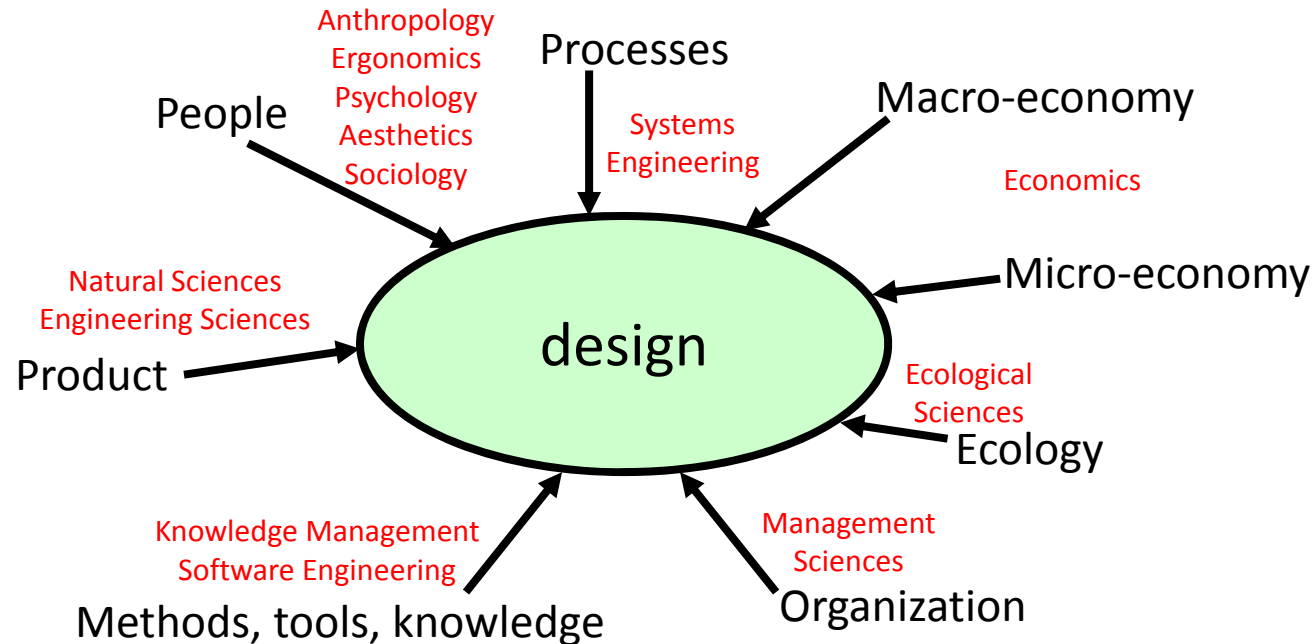 Anthropology
Ergonomics
Psychology
Aesthetics
Sociology
People
Processes
Systems
Engineering
Macro-economy
Economics
Micro-economy
Natural Sciences
Engineering Sciences
Product
design
Ecological
Sciences
Ecology
Knowledge Management
Software Engineering
Methods, tools, knowledge
Management
Sciences
Organization